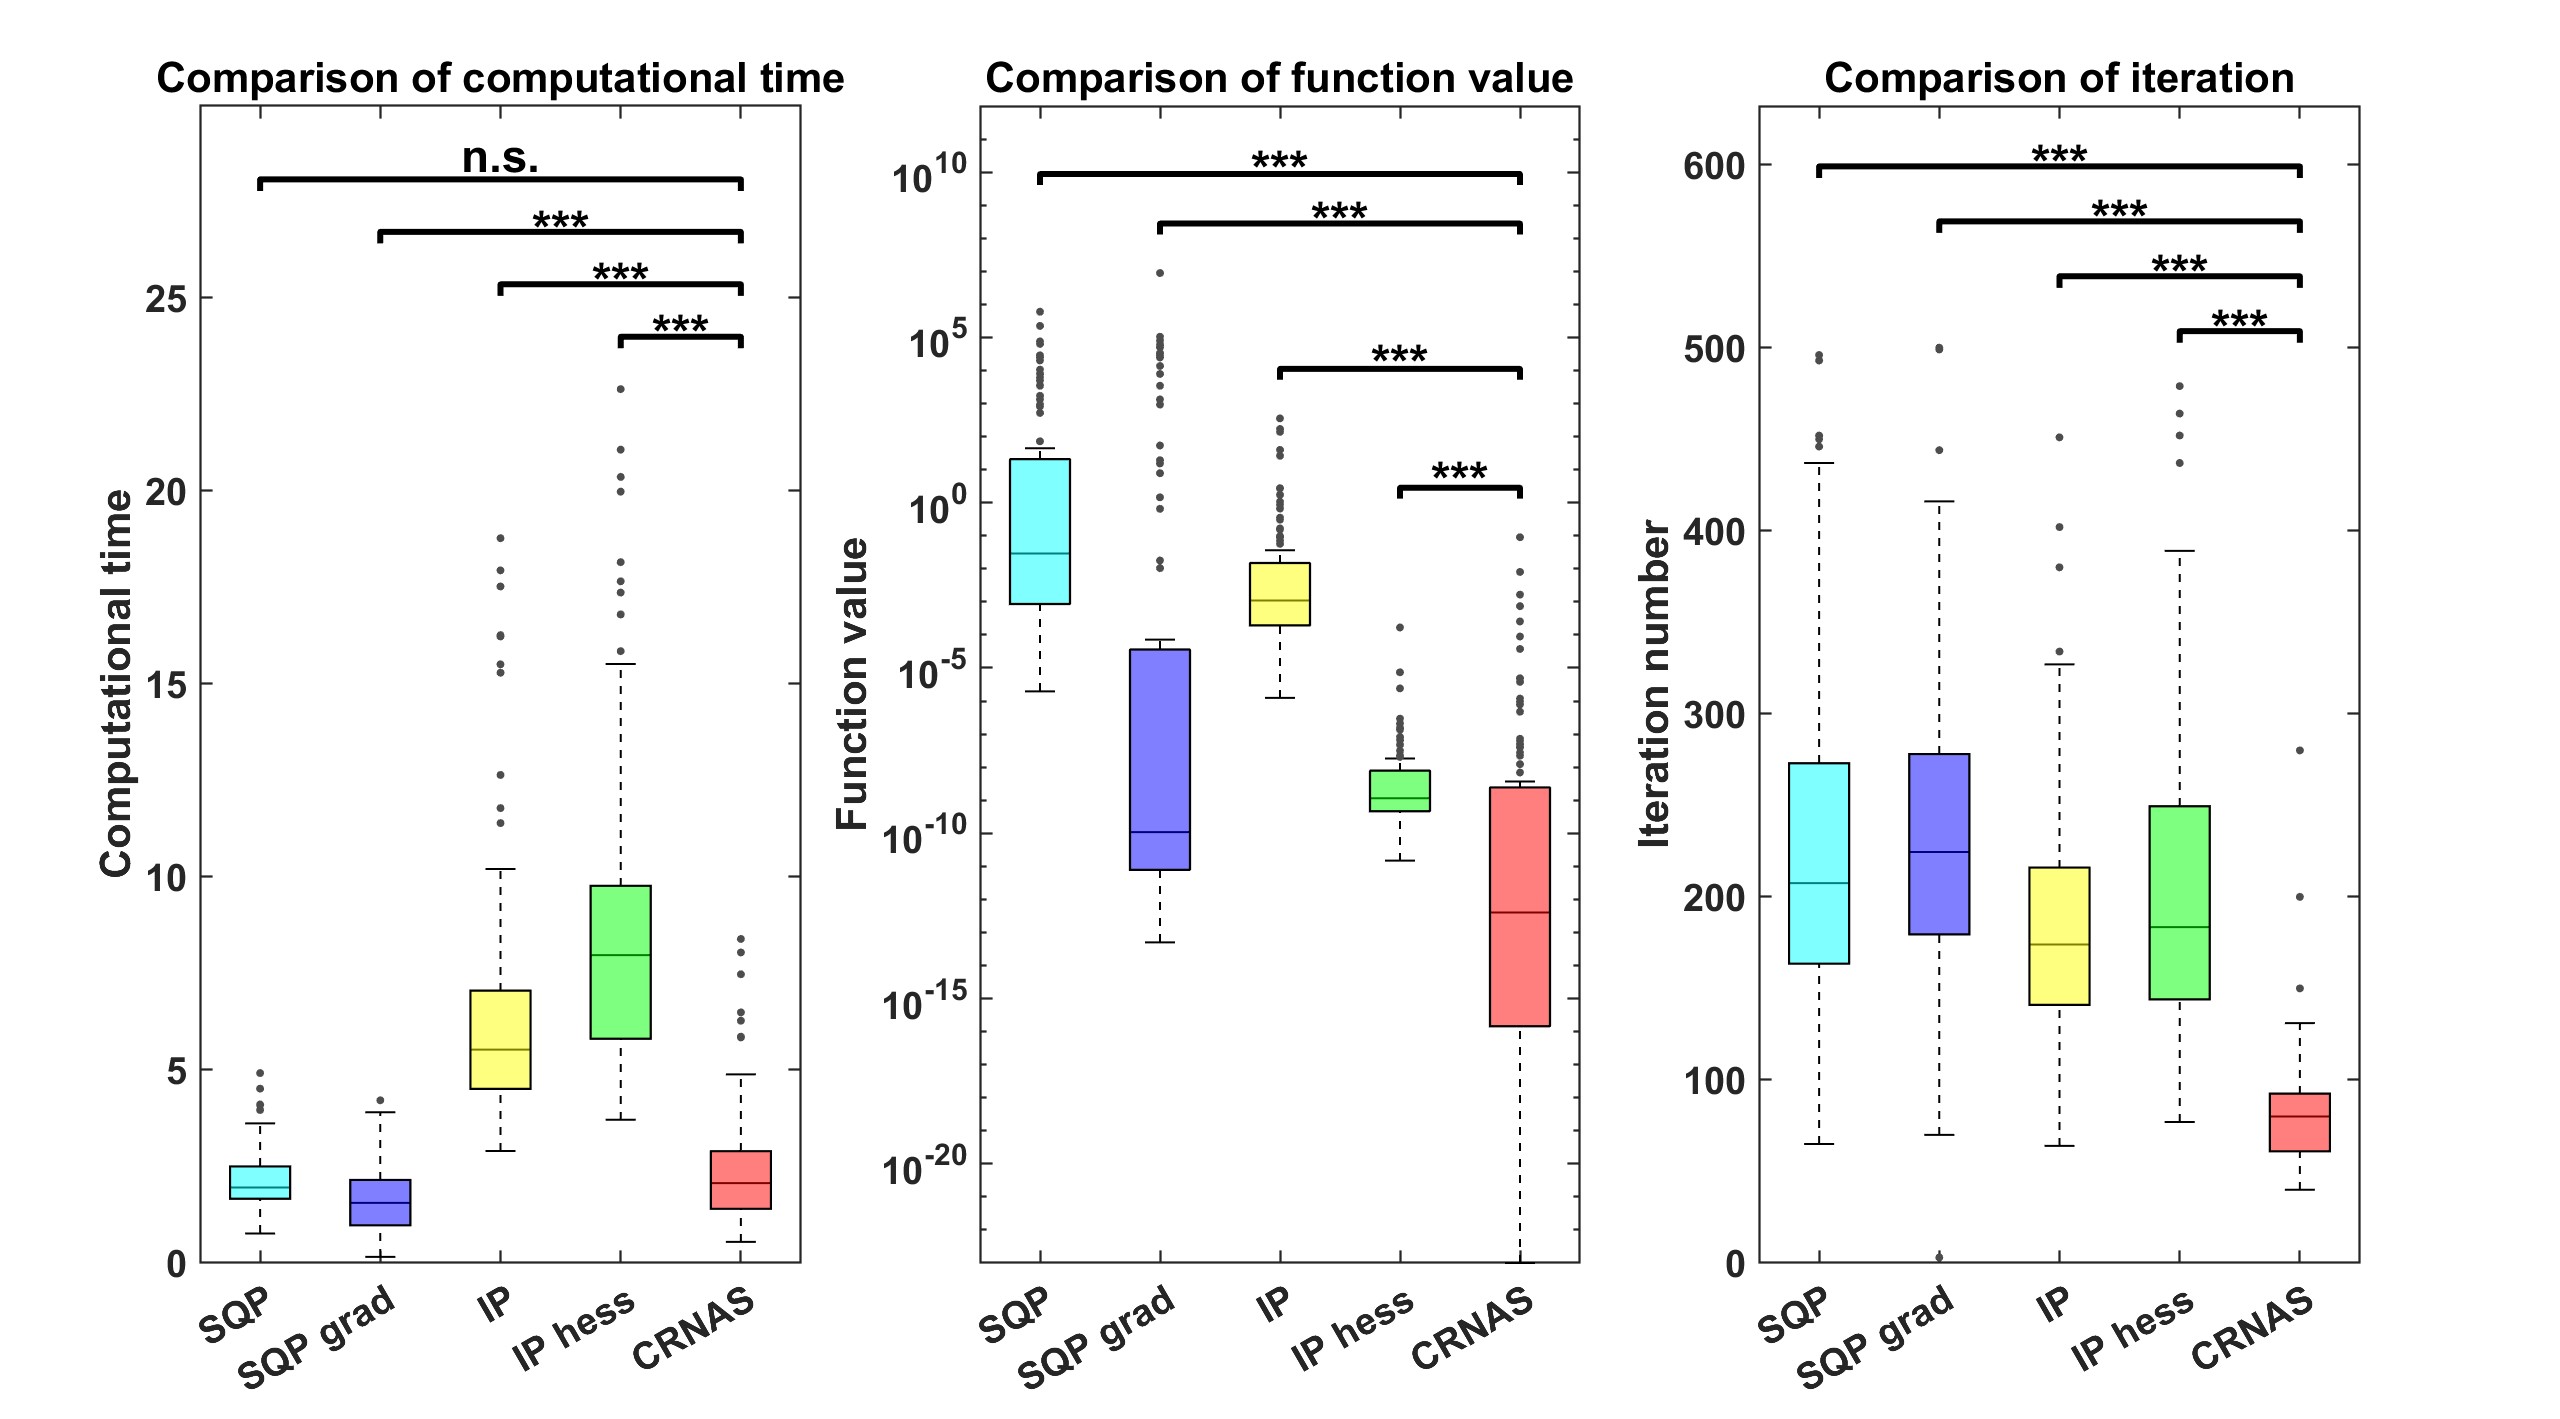 Comparison of computational time
n.s.
***
***
***
25
20
15
10
5
0
Computational time
SQP
SQP grad
IP
IP hess
CRNAS
Comparison of function value
***
***
***
***
10^10
10^5
10^0
10^-5
10^-10
10^-15
10^-20
Function value
SQP
SQP grad
IP
IP hess
CRNAS
Comparison of iteration
***
***
***
***
600
500
400
300
200
100
0
Iteration number
SQP
SQP grad
IP
IP hess
CRNAS